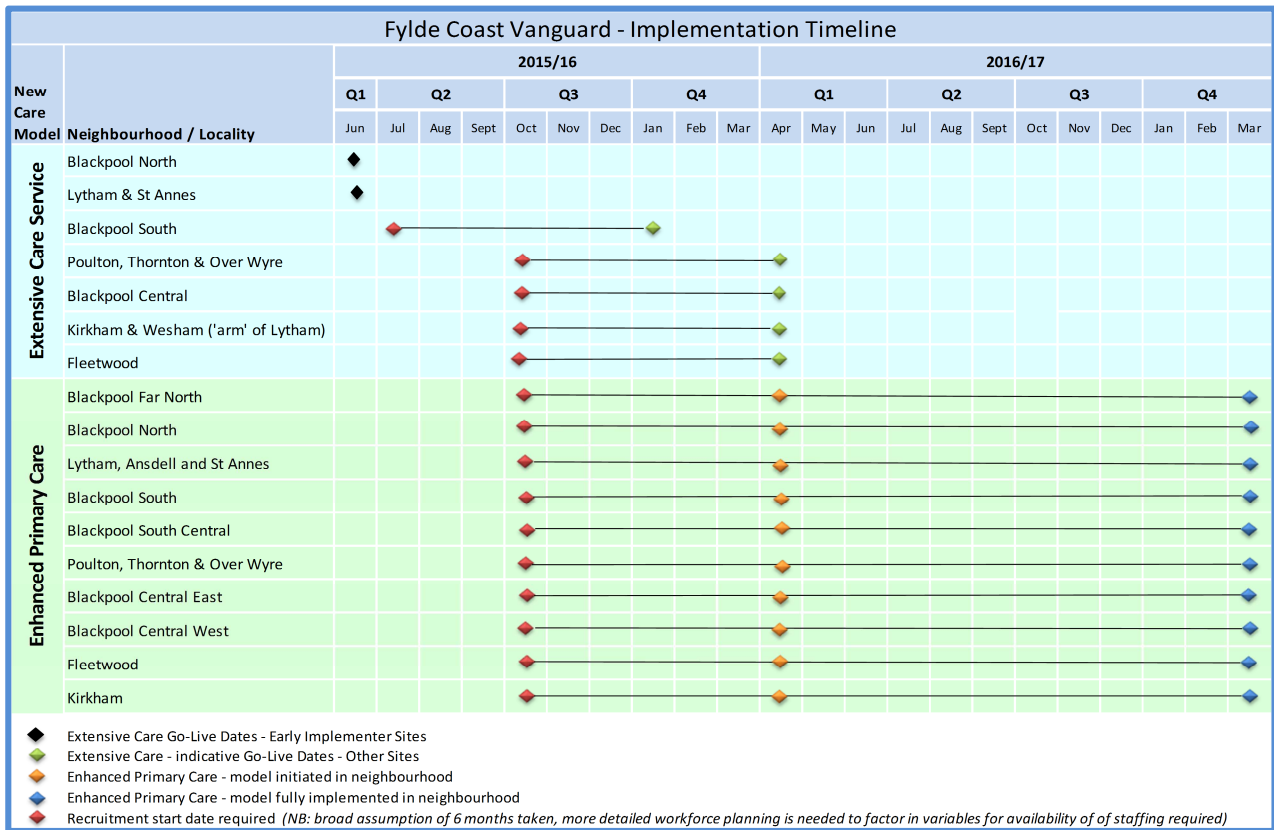 Fylde Coast Vanguard - Implementation Timeline
2015/16 2016/17
New
Care
Model Neighbourhood / Locality
Q1 Q2 Q3 Q4 Q1 Q2 Q3 Q4
Jun Jul Aug Sept Oct Nov Dec Jan Feb Mar Apr May Jun Jul Aug Sept Oct Nov Dec Jan Feb Mar
Extensive Care Service
Blackpool North
Lytham & St Annes
Blackpool South
Poulton, Thornton & Over Wyre
Blackpool Central
Kirkham & Wesham ('arm' of Lytham)
Fleetwood
Enhanced Primary Care
Blackpool Far North
Blackpool North
Lytham, Ansdell and St Annes
Blackpool South
Blackpool South Central
Poulton, Thornton & Over Wyre
Blackpool Central East
Blackpool Central West
Fleetwood
Kirkham
Extensive Care Go-Live Dates - Early Implementer Sites
Extensive Care - indicative Go-Live Dates - Other Sites
Enhanced Primary Care - model initiated in neighbourhood
Enhanced Primary Care - model fully implemented in neighbourhood
Recruitment start date required (NB: broad assumption of 6 months taken, more detailed workforce planning is needed to factor in variables for availability of of staffing required)